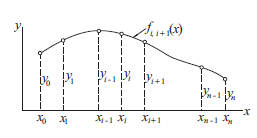 y
f_{i, i+1}(x)
y_0 y_1 y_{i-1} y_i y_{i+1} y_{n-1} y_n
x_0 x_i x_{i-1} x_i x_{i+1} x_{n-1} x_n x